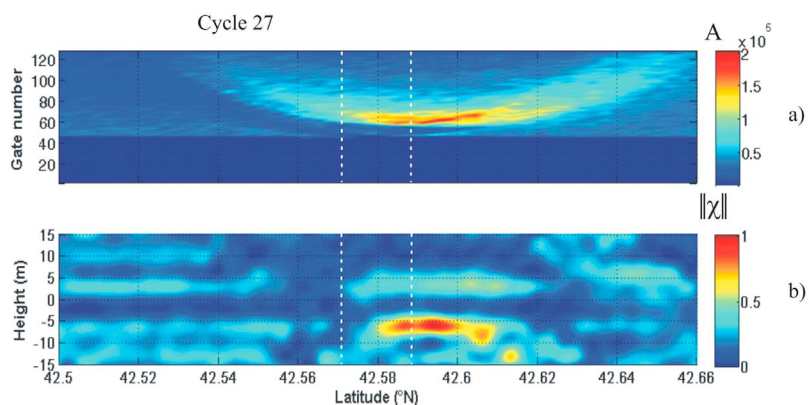 Cycle 27
A
x 10⁵
Gate number
120
100
80
60
40
20
2
1.5
1
0.5
a)
‖χ‖
Height (m)
15
10
5
0
-5
-10
-15
1
0.5
0
b)
42.5 42.52 42.54 42.56 42.58 42.6 42.62 42.64 42.66
Latitude (°N)